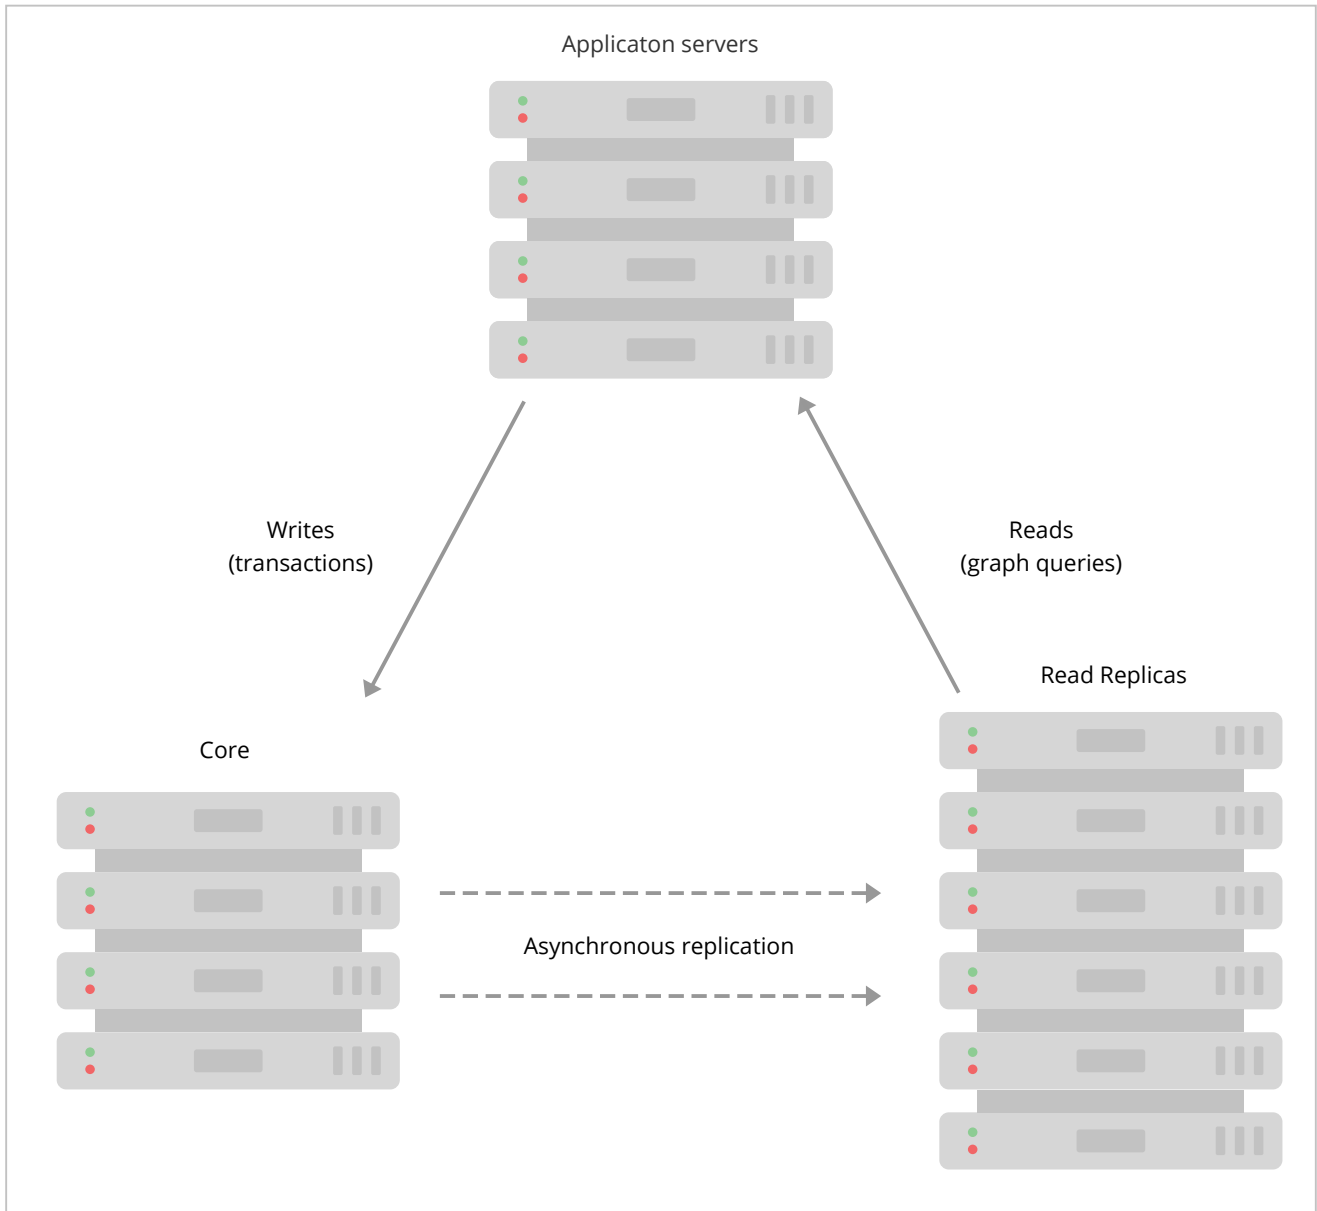 Applicaton servers
Writes
(transactions)
Reads
(graph queries)
Read Replicas
Core
Asynchronous replication